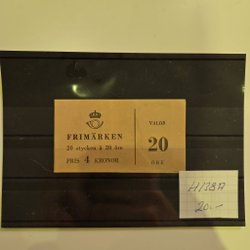 FRIMÄRKEN
20 stycken à 20 öre
PRIS 4 KRONOR
VALÖR
20
ÖRE
H138A
20:-